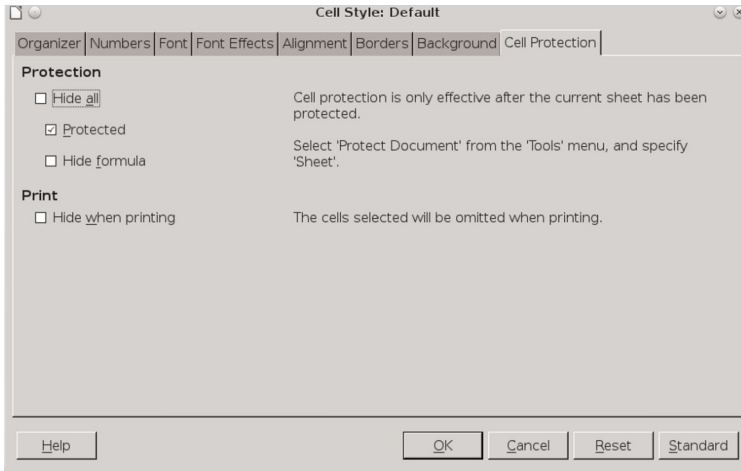 Cell Style: Default
Organizer Numbers Font Font Effects Alignment Borders Background Cell Protection
Protection
Hide all
Cell protection is only effective after the current sheet has been
protected.
Protected
Select 'Protect Document' from the 'Tools' menu, and specify
'Sheet'.
Hide formula
Print
Hide when printing
The cells selected will be omitted when printing.
Help OK Cancel Reset Standard